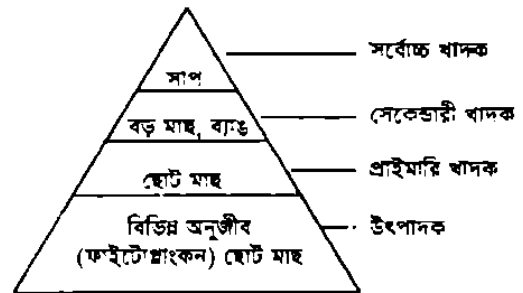 সাপ
সর্বোচ্চ খাদক
বড় মাছ, ব্যাঙ
সেকেন্ডারী খাদক
ছোট মাছ
প্রাইমারি খাদক
বিভিন্ন অনুজীব
(ফাইটোপ্লাংকন) ছোট মাছ
উৎপাদক